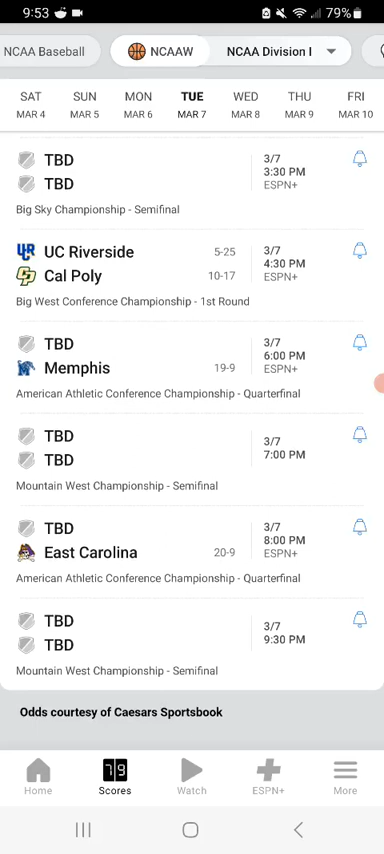 9:53 79%
NCAA Baseball NCAAW NCAA Division I
SAT SUN MON TUE WED THU FRI
MAR 4 MAR 5 MAR 6 MAR 7 MAR 8 MAR 9 MAR 10
TBD 3/7
3:30 PM
TBD ESPN+
Big Sky Championship - Semifinal
UC Riverside 5-25 3/7
4:30 PM
Cal Poly 10-17 ESPN+
Big West Conference Championship - 1st Round
TBD 3/7
6:00 PM
Memphis 19-9 ESPN+
American Athletic Conference Championship - Quarterfinal
TBD 3/7
TBD 7:00 PM
Mountain West Championship - Semifinal
TBD 3/7
8:00 PM
East Carolina 20-9 ESPN+
American Athletic Conference Championship - Quarterfinal
TBD 3/7
TBD 9:30 PM
Mountain West Championship - Semifinal
Odds courtesy of Caesars Sportsbook
79
Home Scores Watch ESPN+ More